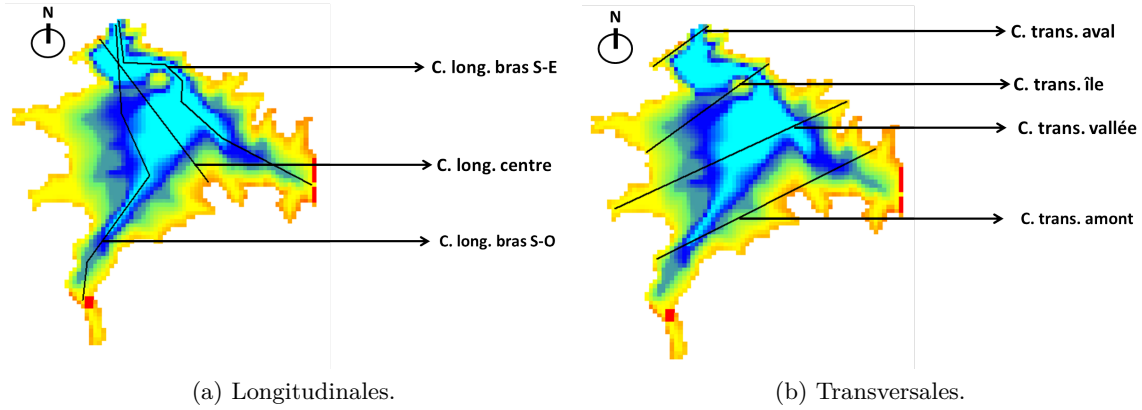 N
C. long. bras S-E
C. long. centre
C. long. bras S-O
(a) Longitudinales.
N
C. trans. aval
C. trans. île
C. trans. vallée
C. trans. amont
(b) Transversales.